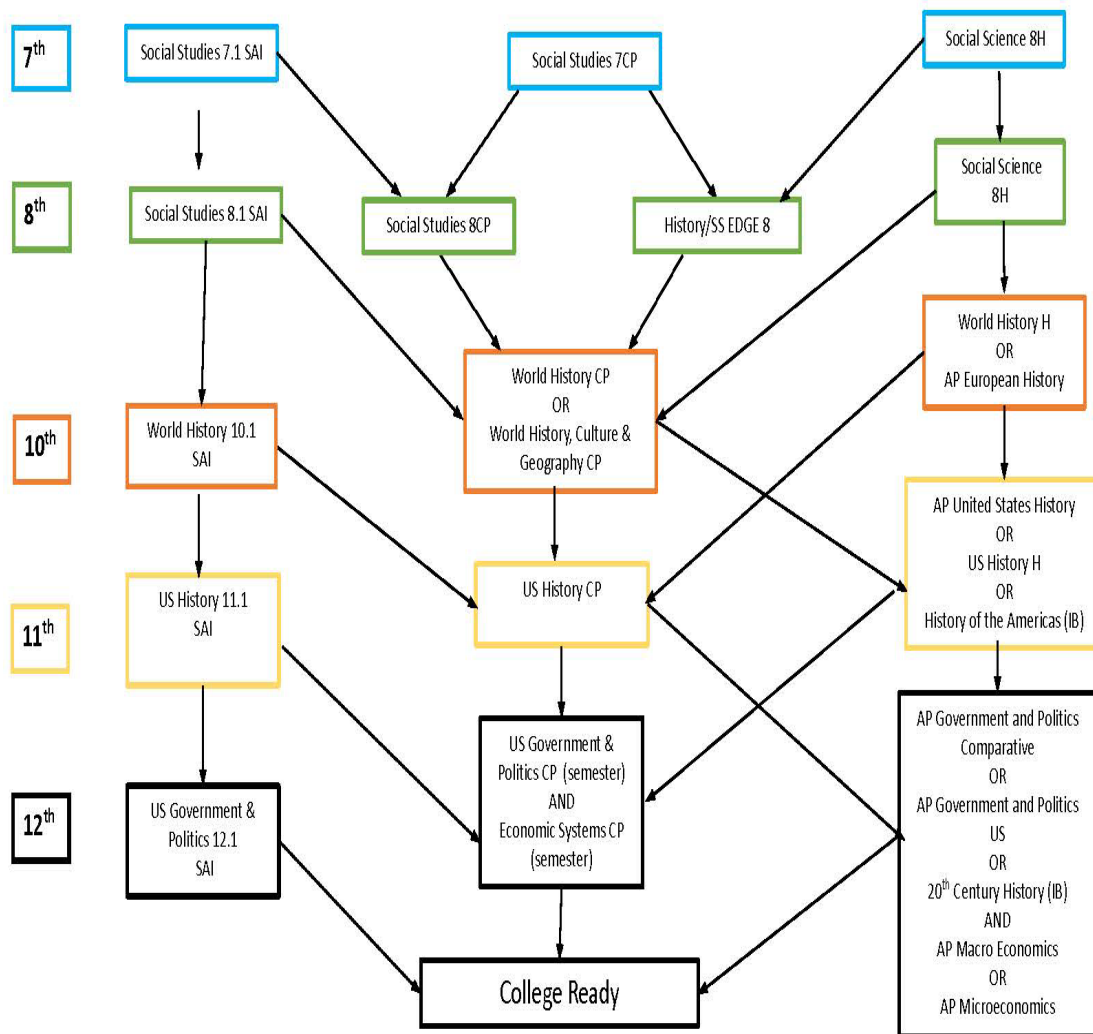 7th
Social Studies 7.1 SAI
Social Studies 7CP
Social Science 8H
8th
Social Studies 8.1 SAI
Social Studies 8CP
History/SS EDGE 8
Social Science
8H
10th
World History 10.1
SAI
World History CP
OR
World History, Culture &
Geography CP
World History H
OR
AP European History
11th
US History 11.1
SAI
US History CP
AP United States History
OR
US History H
OR
History of the Americas (IB)
12th
US Government &
Politics 12.1
SAI
US Government &
Politics CP (semester)
AND
Economic Systems CP
(semester)
AP Government and Politics
Comparative
OR
AP Government and Politics
US
OR
20th Century History (IB)
AND
AP Macro Economics
OR
AP Microeconomics
College Ready